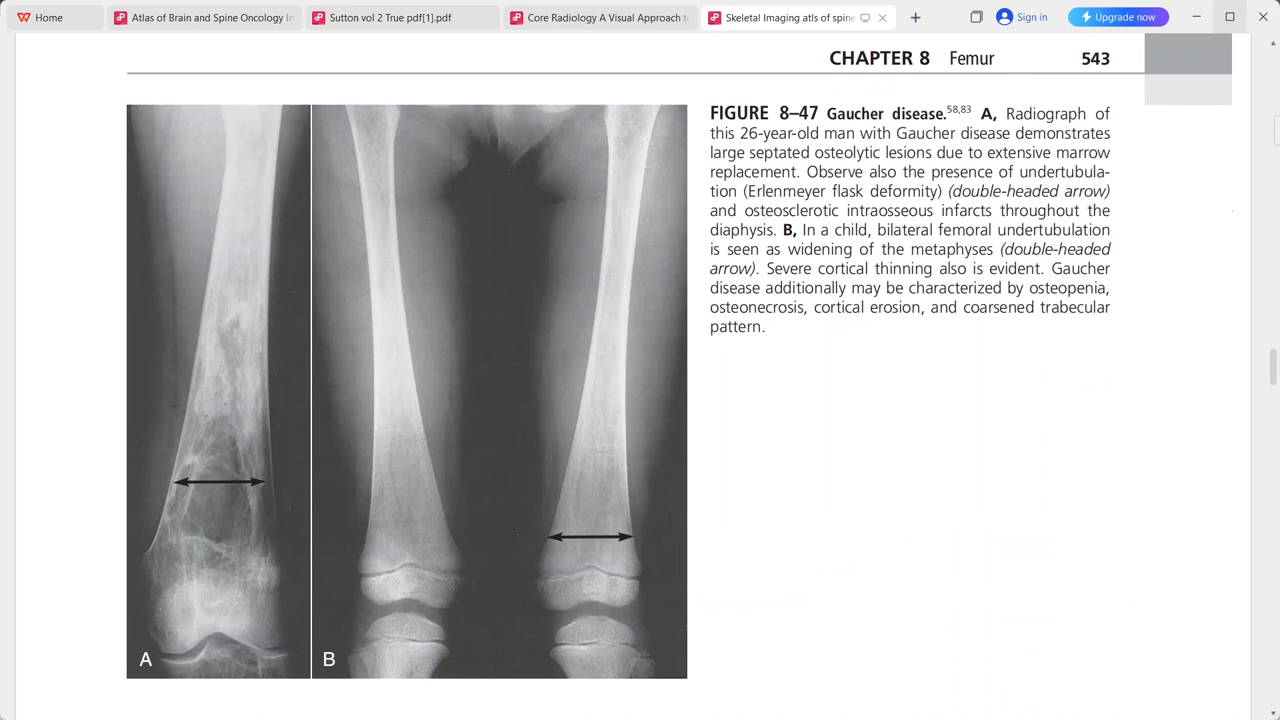 Home
Atlas of Brain and Spine Oncology I
Sutton vol 2 True pdf[1].pdf
Core Radiology A Visual Approach to
Skeletal Imaging atls of spine
Sign in
Upgrade now
CHAPTER 8 Femur 543
FIGURE 8–47 Gaucher disease.58,83 A, Radiograph of
this 26-year-old man with Gaucher disease demonstrates
large septated osteolytic lesions due to extensive marrow
replacement. Observe also the presence of undertubula-
tion (Erlenmeyer flask deformity) (double-headed arrow)
and osteosclerotic intraosseous infarcts throughout the
diaphysis. B, In a child, bilateral femoral undertubulation
is seen as widening of the metaphyses (double-headed
arrow). Severe cortical thinning also is evident. Gaucher
disease additionally may be characterized by osteopenia,
osteonecrosis, cortical erosion, and coarsened trabecular
pattern.
A
B